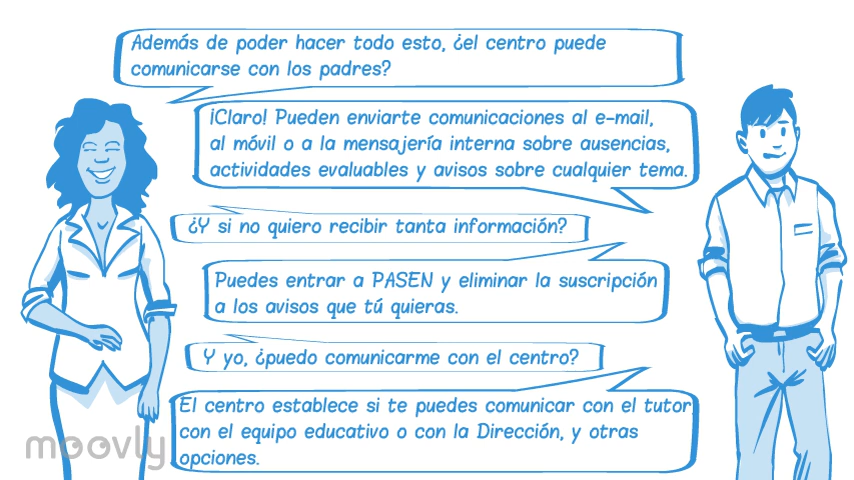 Además de poder hacer todo esto, ¿el centro puede
comunicarse con los padres?
¡Claro! Pueden enviarte comunicaciones al e-mail,
al móvil o a la mensajería interna sobre ausencias,
actividades evaluables y avisos sobre cualquier tema.
¿Y si no quiero recibir tanta información?
Puedes entrar a PASEN y eliminar la suscripción
a los avisos que tú quieras.
Y yo, ¿puedo comunicarme con el centro?
El centro establece si te puedes comunicar con el tutor
con el equipo educativo o con la Dirección, y otras
opciones.
moovly